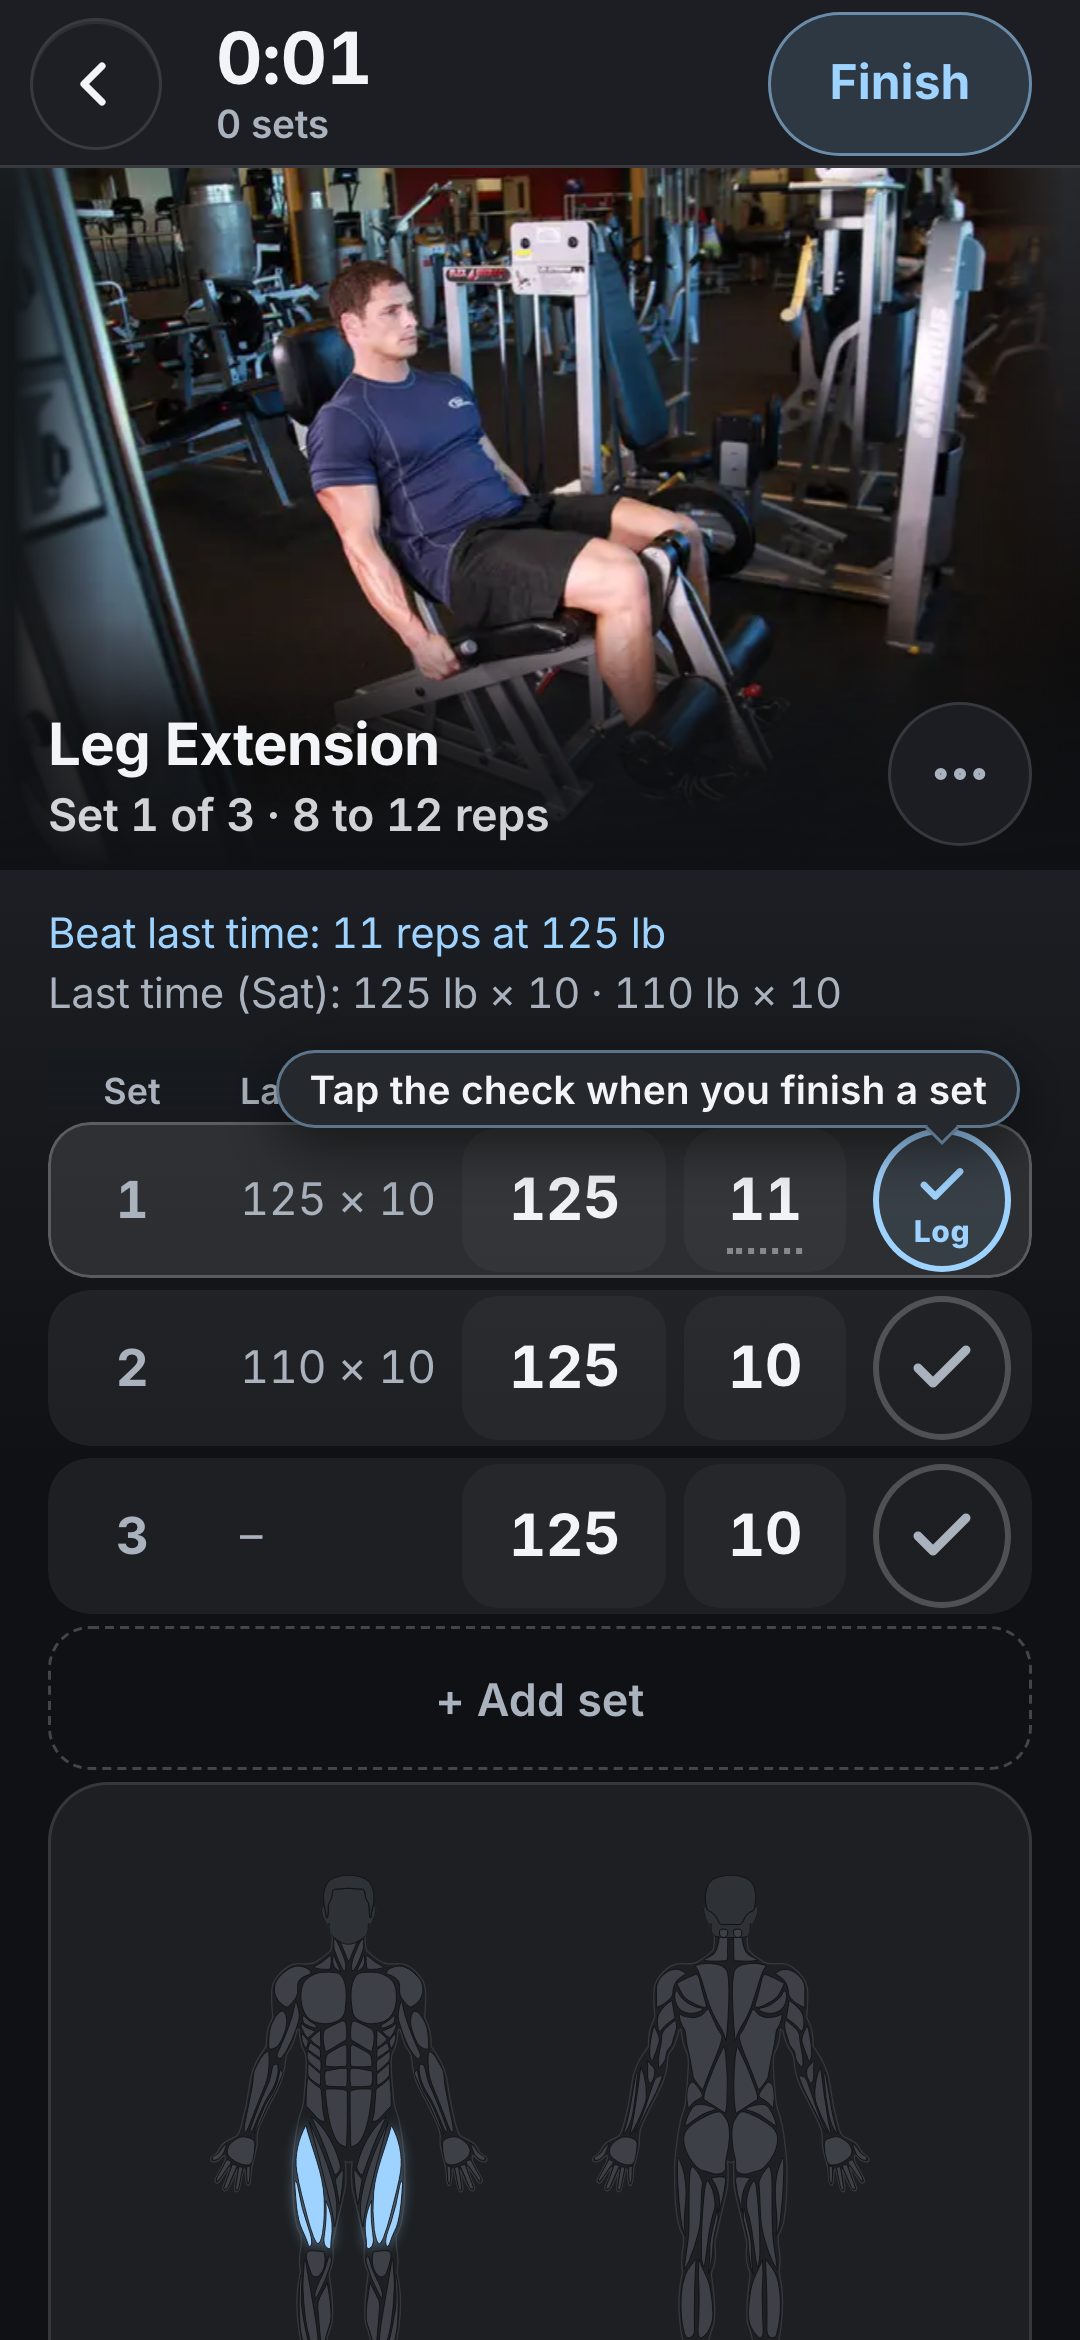 0:01
0 sets
Finish
Leg Extension
Set 1 of 3 · 8 to 12 reps
Beat last time: 11 reps at 125 lb
Last time (Sat): 125 lb × 10 · 110 lb × 10
Set
Tap the check when you finish a set
1 125 × 10 125 11 Log
2 110 × 10 125 10
3 – 125 10
+ Add set